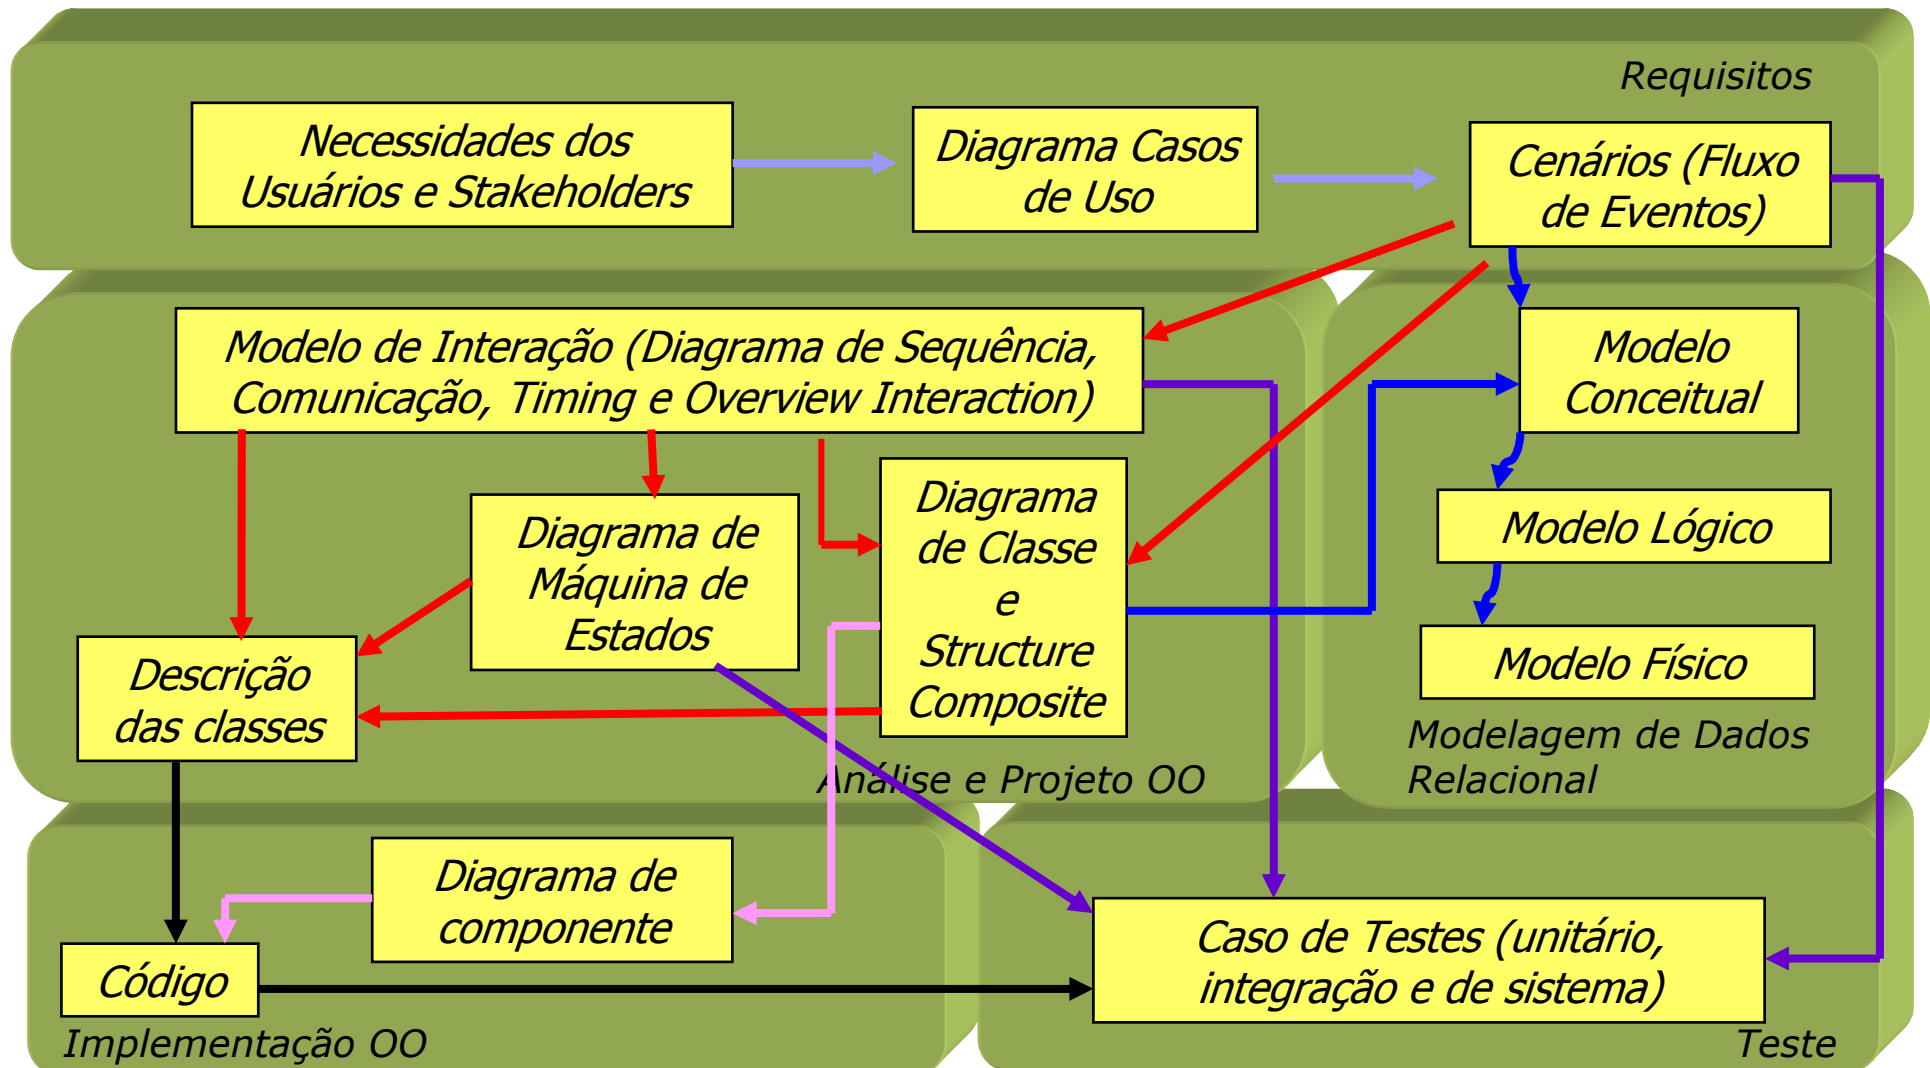 Requisitos
Necessidades dos
Usuários e Stakeholders
Diagrama Casos
de Uso
Cenários (Fluxo
de Eventos)
Modelo de Interação (Diagrama de Sequência,
Comunicação, Timing e Overview Interaction)
Modelo
Conceitual
Diagrama de
Máquina de
Estados
Diagrama
de Classe
e
Structure
Composite
Modelo Lógico
Modelo Físico
Descrição
das classes
Análise e Projeto OO
Modelagem de Dados
Relacional
Diagrama de
componente
Código
Implementação OO
Caso de Testes (unitário,
integração e de sistema)
Teste